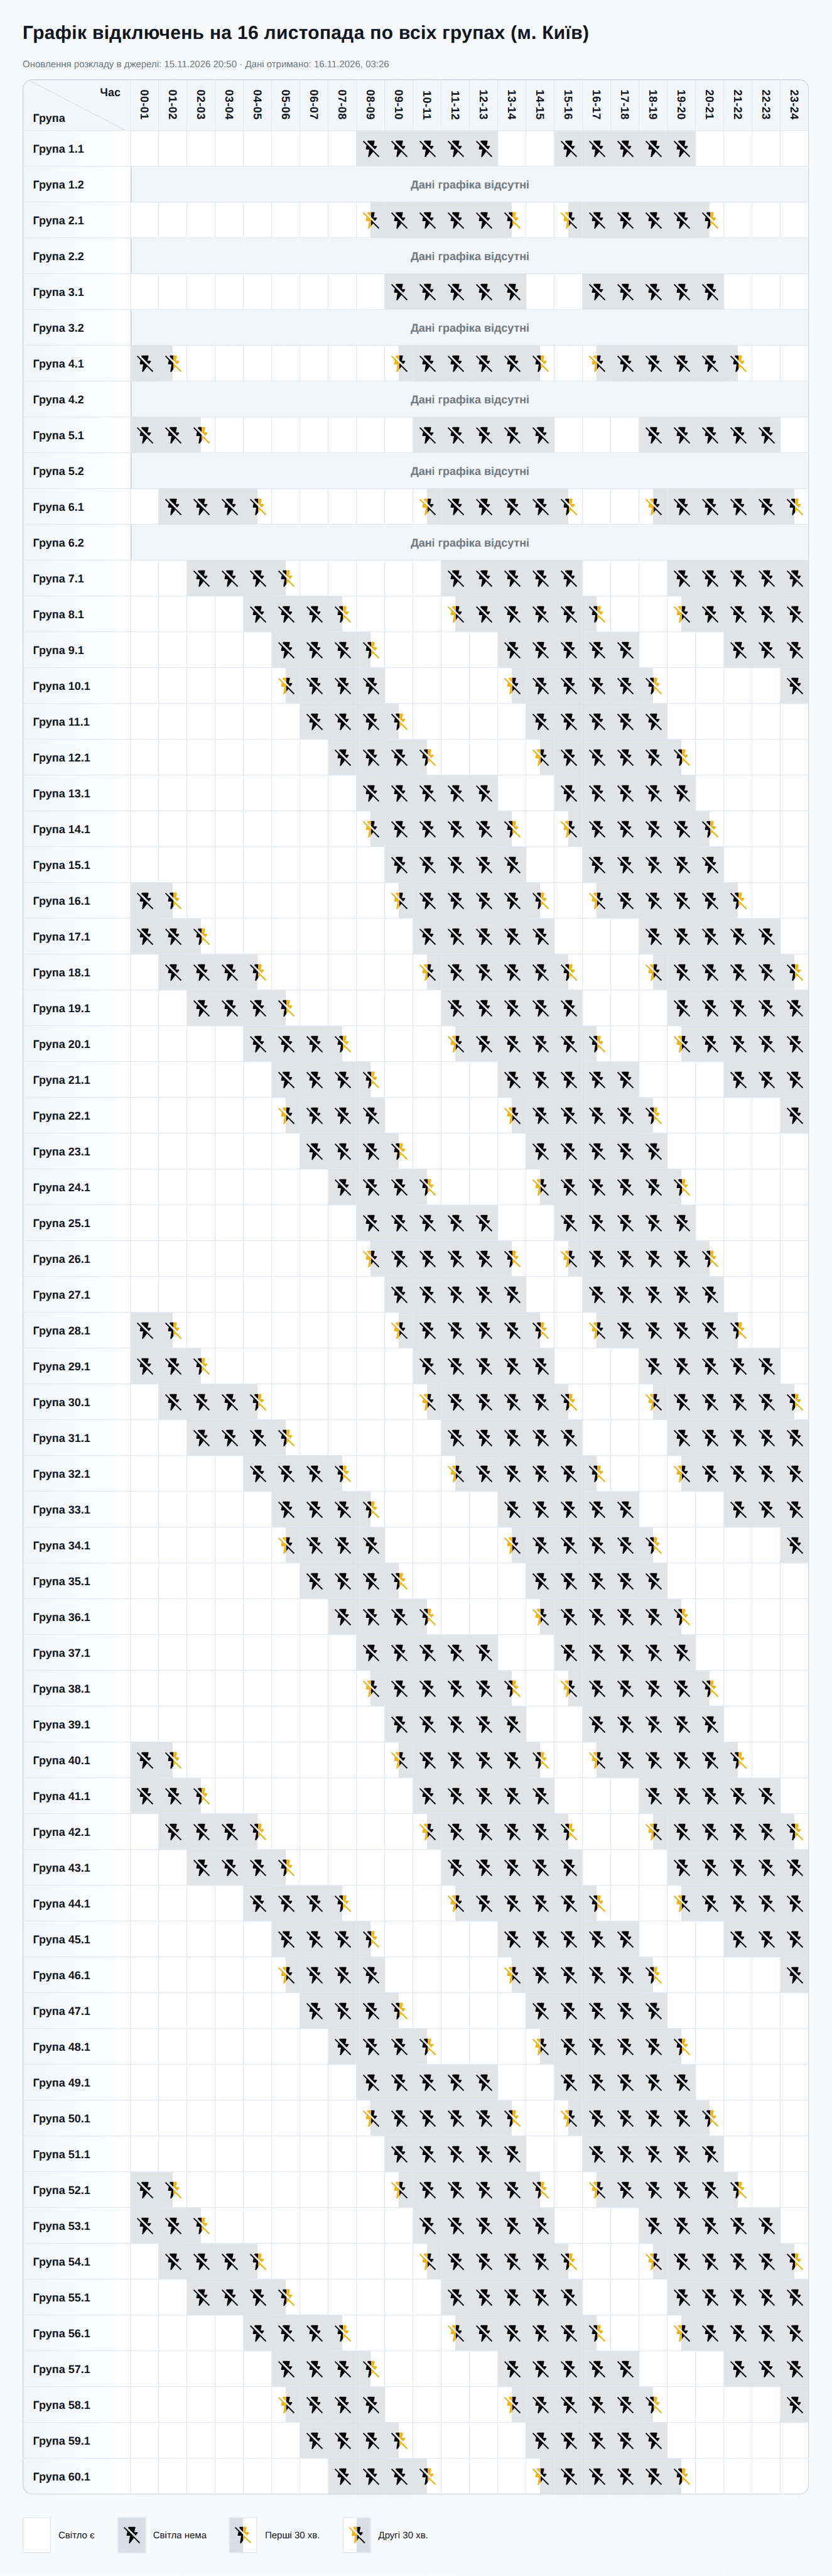 Графік відключень на 16 листопада по всіх групах (м. Київ)
Оновлення розкладу в джерелі: 15.11.2026 20:50 · Дані отримано: 16.11.2026, 03:26
Час
Група
00-01 01-02 02-03 03-04 04-05 05-06 06-07 07-08 08-09 09-10 10-11 11-12 12-13 13-14 14-15 15-16 16-17 17-18 18-19 19-20 20-21 21-22 22-23 23-24
Група 1.1
Група 1.2 Дані графіка відсутні
Група 2.1
Група 2.2 Дані графіка відсутні
Група 3.1
Група 3.2 Дані графіка відсутні
Група 4.1
Група 4.2 Дані графіка відсутні
Група 5.1
Група 5.2 Дані графіка відсутні
Група 6.1
Група 6.2 Дані графіка відсутні
Група 7.1
Група 8.1
Група 9.1
Група 10.1
Група 11.1
Група 12.1
Група 13.1
Група 14.1
Група 15.1
Група 16.1
Група 17.1
Група 18.1
Група 19.1
Група 20.1
Група 21.1
Група 22.1
Група 23.1
Група 24.1
Група 25.1
Група 26.1
Група 27.1
Група 28.1
Група 29.1
Група 30.1
Група 31.1
Група 32.1
Група 33.1
Група 34.1
Група 35.1
Група 36.1
Група 37.1
Група 38.1
Група 39.1
Група 40.1
Група 41.1
Група 42.1
Група 43.1
Група 44.1
Група 45.1
Група 46.1
Група 47.1
Група 48.1
Група 49.1
Група 50.1
Група 51.1
Група 52.1
Група 53.1
Група 54.1
Група 55.1
Група 56.1
Група 57.1
Група 58.1
Група 59.1
Група 60.1
Світло є Світла нема Перші 30 хв. Другі 30 хв.